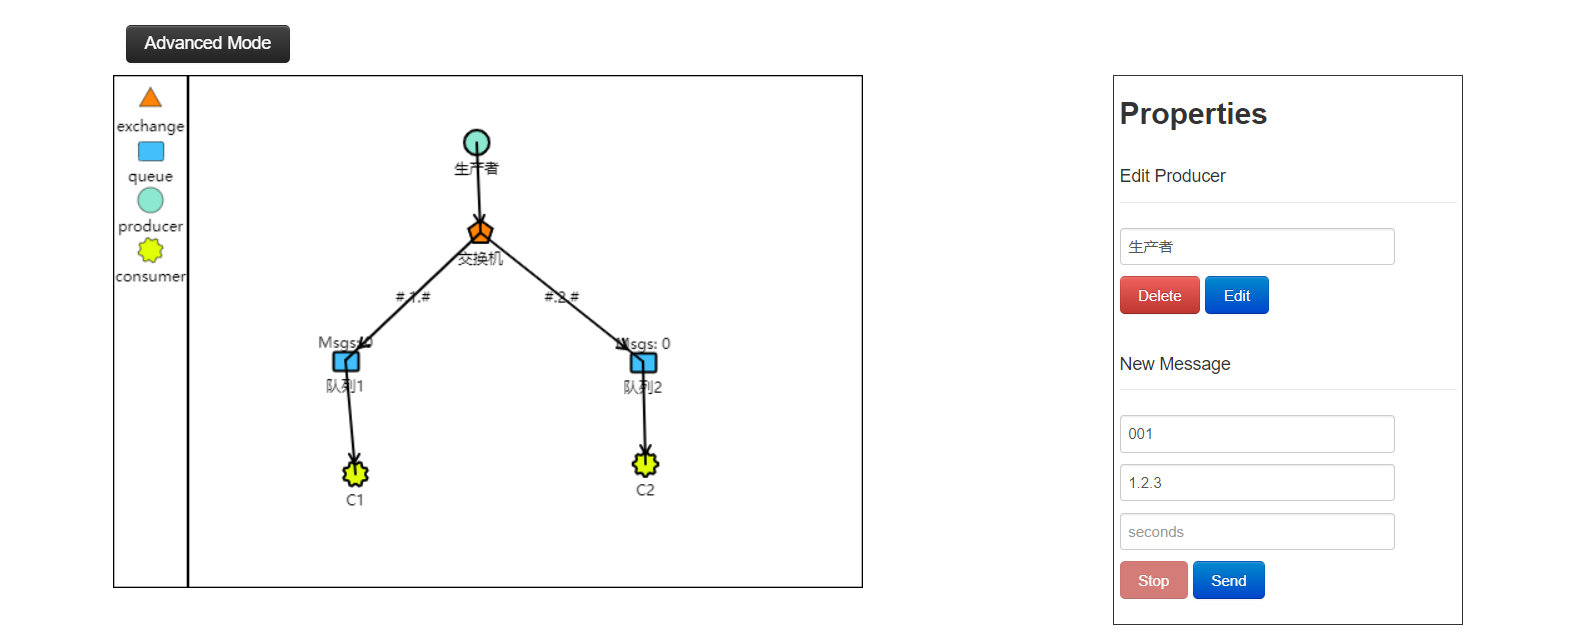 Advanced Mode
exchange
queue
producer
consumer
生产者
交换机
#.1.#
#.2.#
Msgs: 0
Msgs: 0
队列1
队列2
C1
C2
Properties
Edit Producer
生产者
Delete
Edit
New Message
001
1.2.3
seconds
Stop
Send